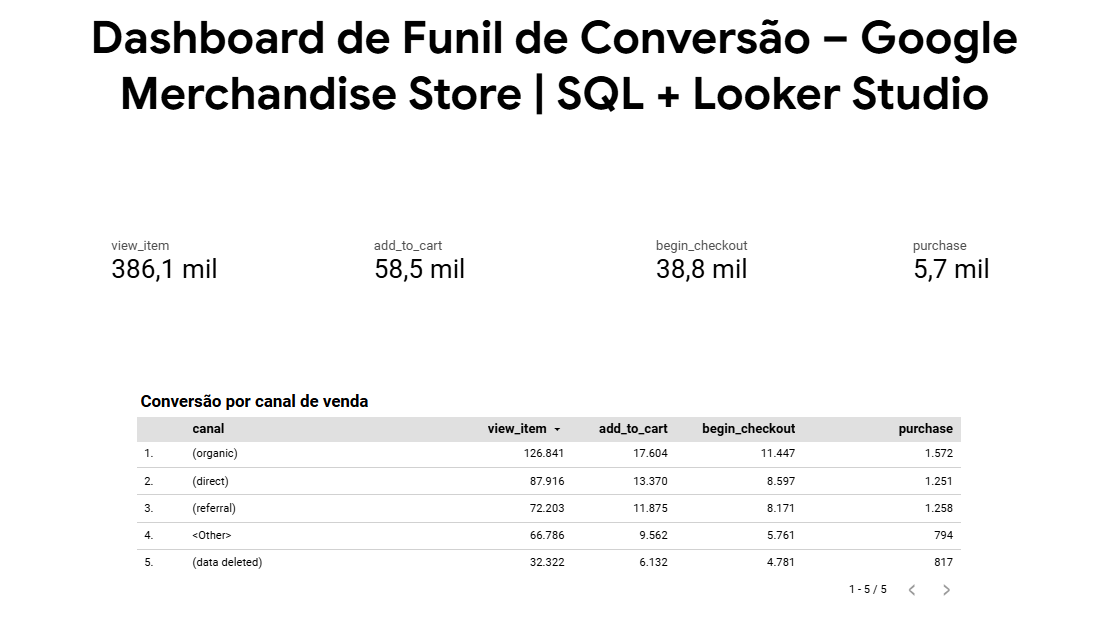 Dashboard de Funil de Conversão – Google
Merchandise Store | SQL + Looker Studio
view_item add_to_cart begin_checkout purchase
386,1 mil 58,5 mil 38,8 mil 5,7 mil
Conversão por canal de venda
canal view_item add_to_cart begin_checkout purchase
1. (organic) 126.841 17.604 11.447 1.572
2. (direct) 87.916 13.370 8.597 1.251
3. (referral) 72.203 11.875 8.171 1.258
4. <Other> 66.786 9.562 5.761 794
5. (data deleted) 32.322 6.132 4.781 817
1 - 5 / 5